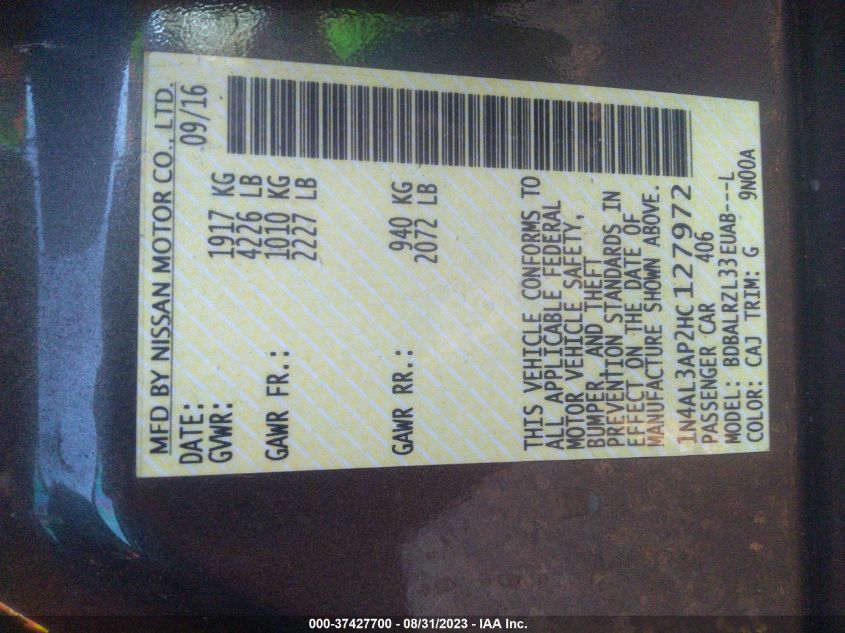 MFD BY NISSAN MOTOR CO., LTD.
DATE: 09/16
GVWR: 1917 KG
4226 LB
GAWR FR.: 1010 KG
2227 LB
GAWR RR.: 940 KG
2072 LB
THIS VEHICLE CONFORMS TO
ALL APPLICABLE FEDERAL
MOTOR VEHICLE SAFETY,
BUMPER, AND THEFT
PREVENTION STANDARDS IN
EFFECT ON THE DATE OF
MANUFACTURE SHOWN ABOVE.
1N4AL3AP2HC127972
PASSENGER CAR 406
MODEL: BDBALRZL33EUAB---L
COLOR: CAJ TRIM: G 9N00A
000-37427700 - 08/31/2023 - IAA Inc.